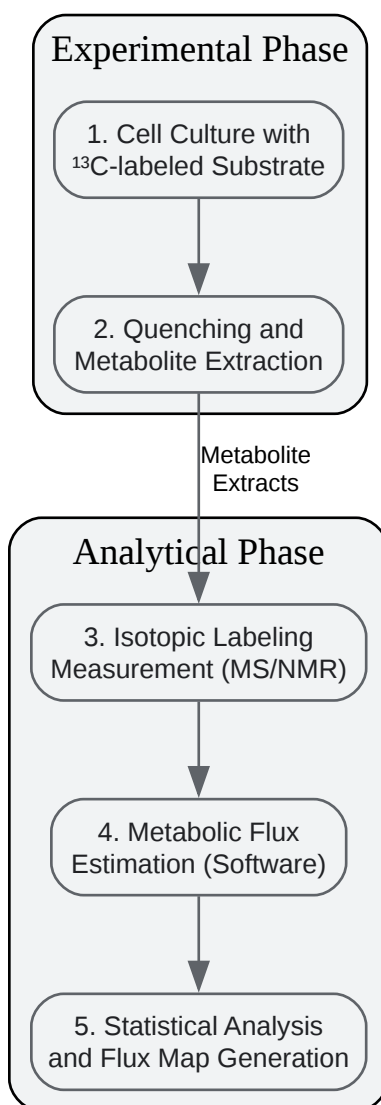 Experimental Phase
1. Cell Culture with
¹³C-labeled Substrate
2. Quenching and
Metabolite Extraction
Metabolite
Extracts
Analytical Phase
3. Isotopic Labeling
Measurement (MS/NMR)
4. Metabolic Flux
Estimation (Software)
5. Statistical Analysis
and Flux Map Generation